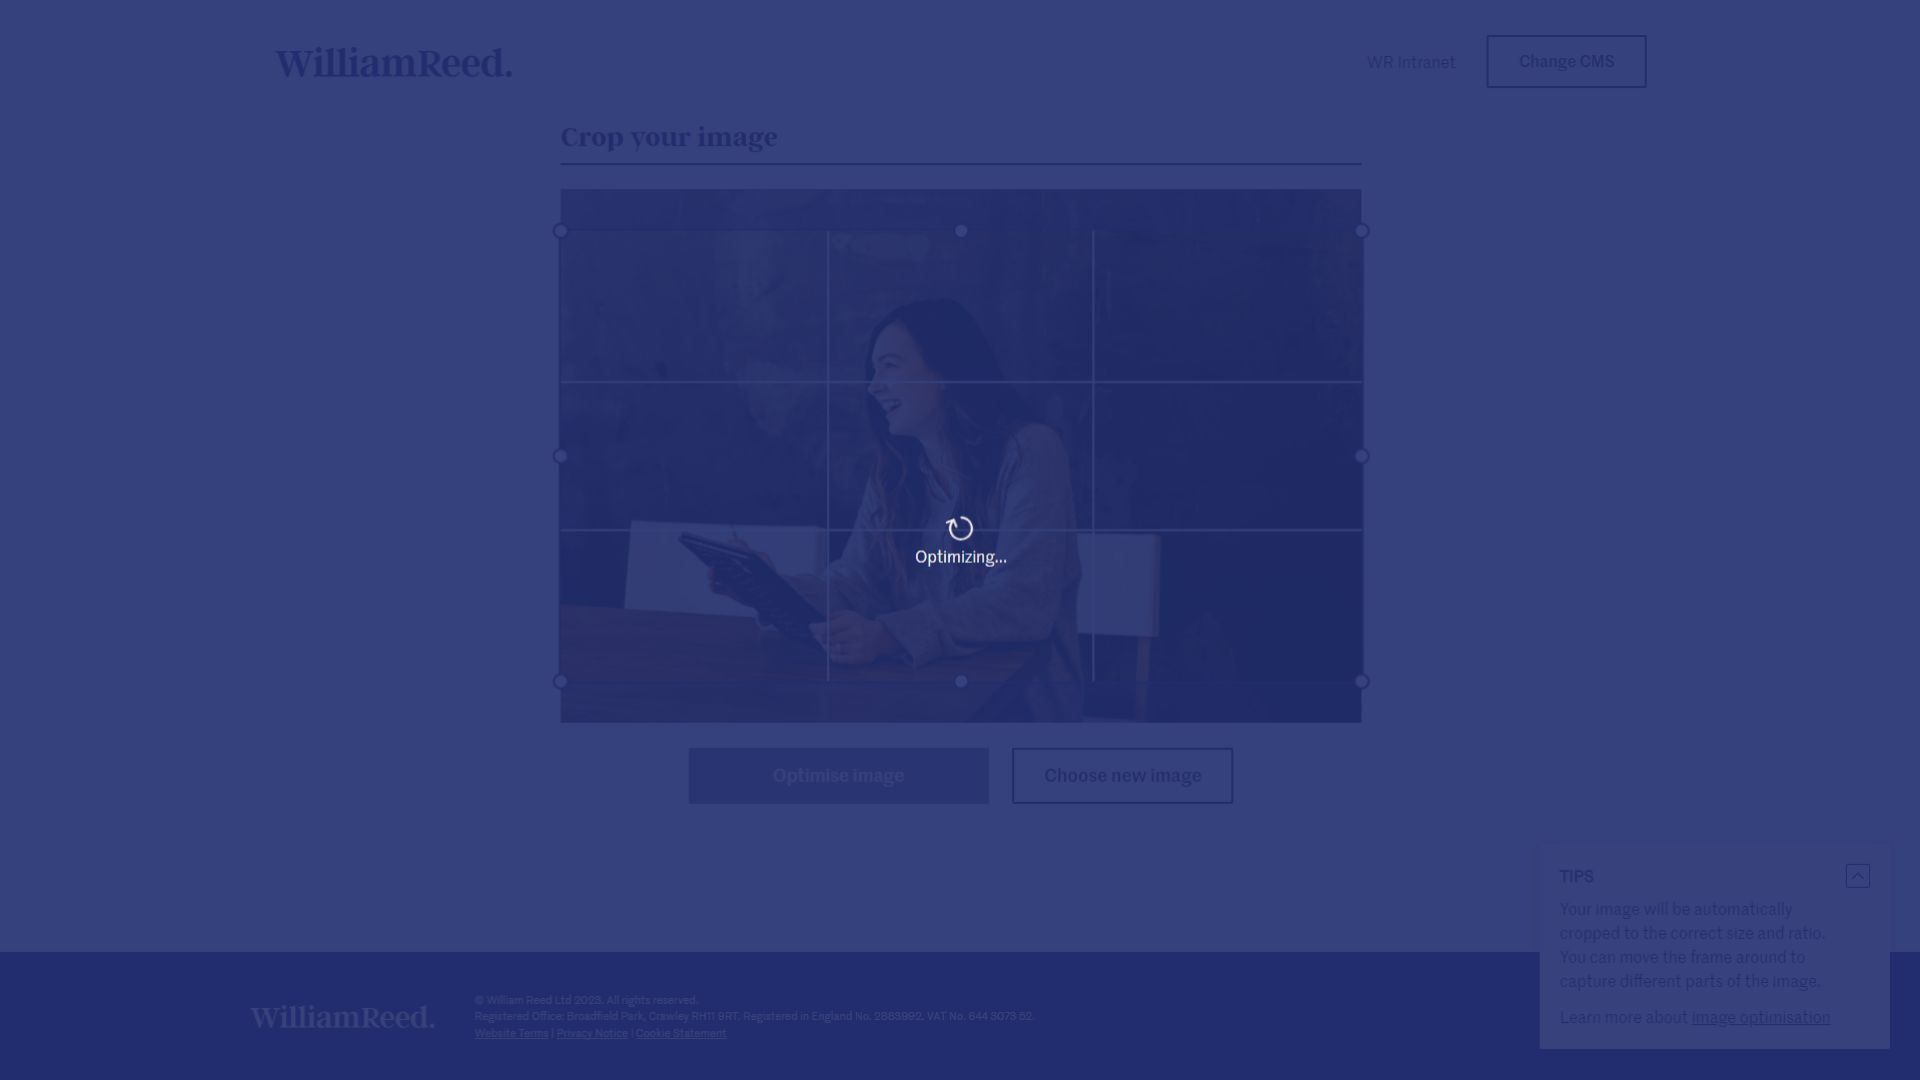 WilliamReed.
WR Intranet
Change CMS
Crop your image
Optimizing...
Optimise image
Choose new image
TIPS
Your image will be automatically
cropped to the correct size and ratio.
You can move the frame around to
capture different parts of the image.
Learn more about image optimisation
WilliamReed.
© William Reed Ltd 2023. All rights reserved.
Registered Office: Broadfield Park, Crawley RH11 9RT. Registered in England No. 2883992. VAT No. 644 3073 52.
Website Terms | Privacy Notice | Cookie Statement